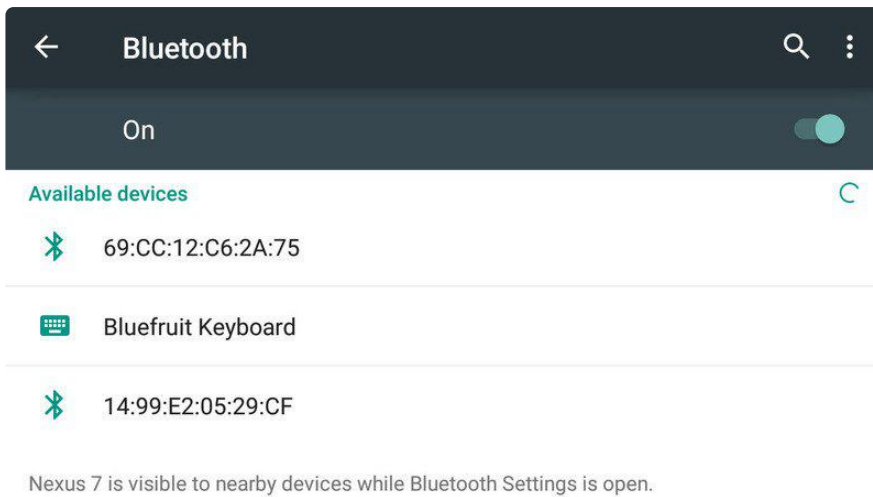 Bluetooth
On
Available devices
69:CC:12:C6:2A:75
Bluefruit Keyboard
14:99:E2:05:29:CF
Nexus 7 is visible to nearby devices while Bluetooth Settings is open.